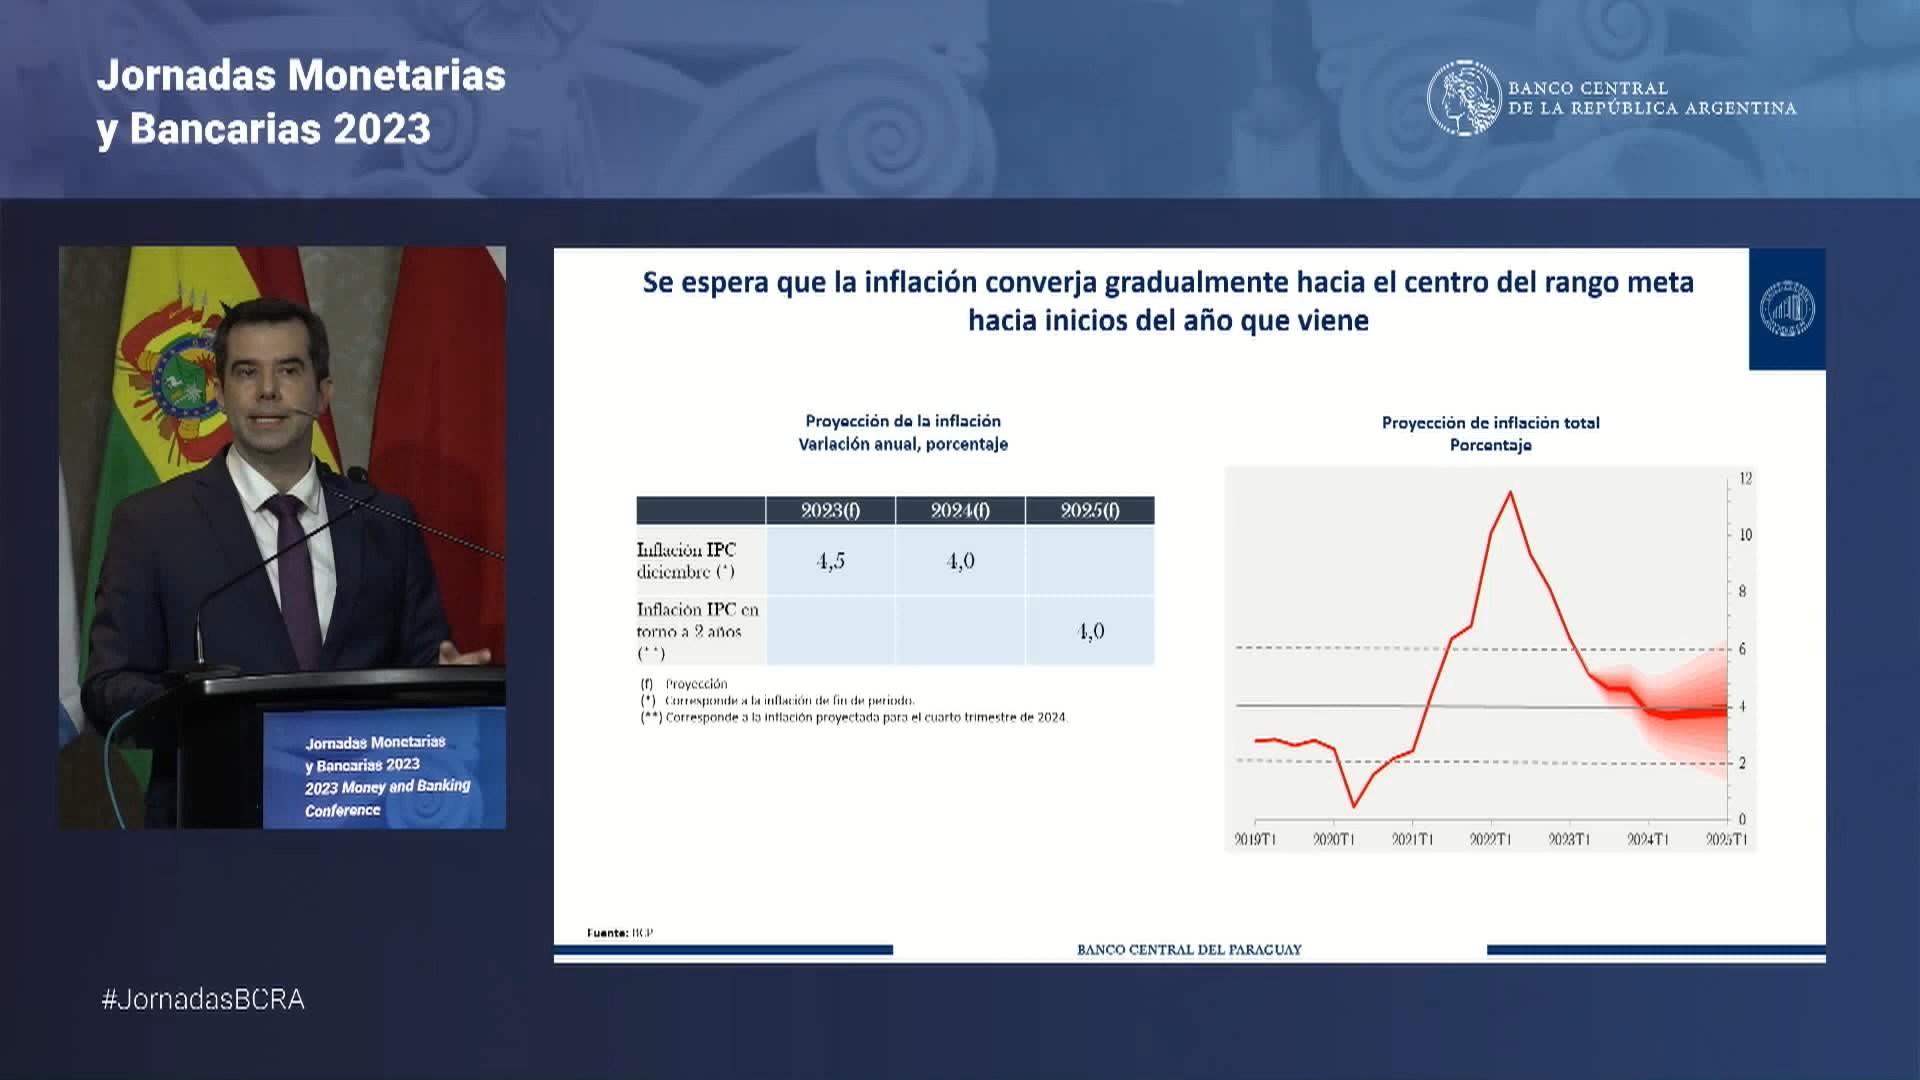 Jornadas Monetarias
y Bancarias 2023
BANCO CENTRAL
DE LA REPÚBLICA ARGENTINA
Jornadas Monetarias
y Bancarias 2023
2023 Money and Banking
Conference
Se espera que la inflación converja gradualmente hacia el centro del rango meta
hacia inicios del año que viene
Proyección de la inflación
Variación anual, porcentaje
2023(f) 2024(f) 2025(f)
Inflación IPC
diciembre (*)
4,5 4,0
Inflación IPC en
torno a 2 años
(**)
4,0
(f) Proyección
(*) Corresponde a la inflación de fin de periodo.
(**) Corresponde a la inflación proyectada para el cuarto trimestre de 2024.
Proyección de inflación total
Porcentaje
12
10
8
6
4
2
0
2019T1 2020T1 2021T1 2022T1 2023T1 2024T1 2025T1
Fuente: BCP
BANCO CENTRAL DEL PARAGUAY
#JornadasBCRA